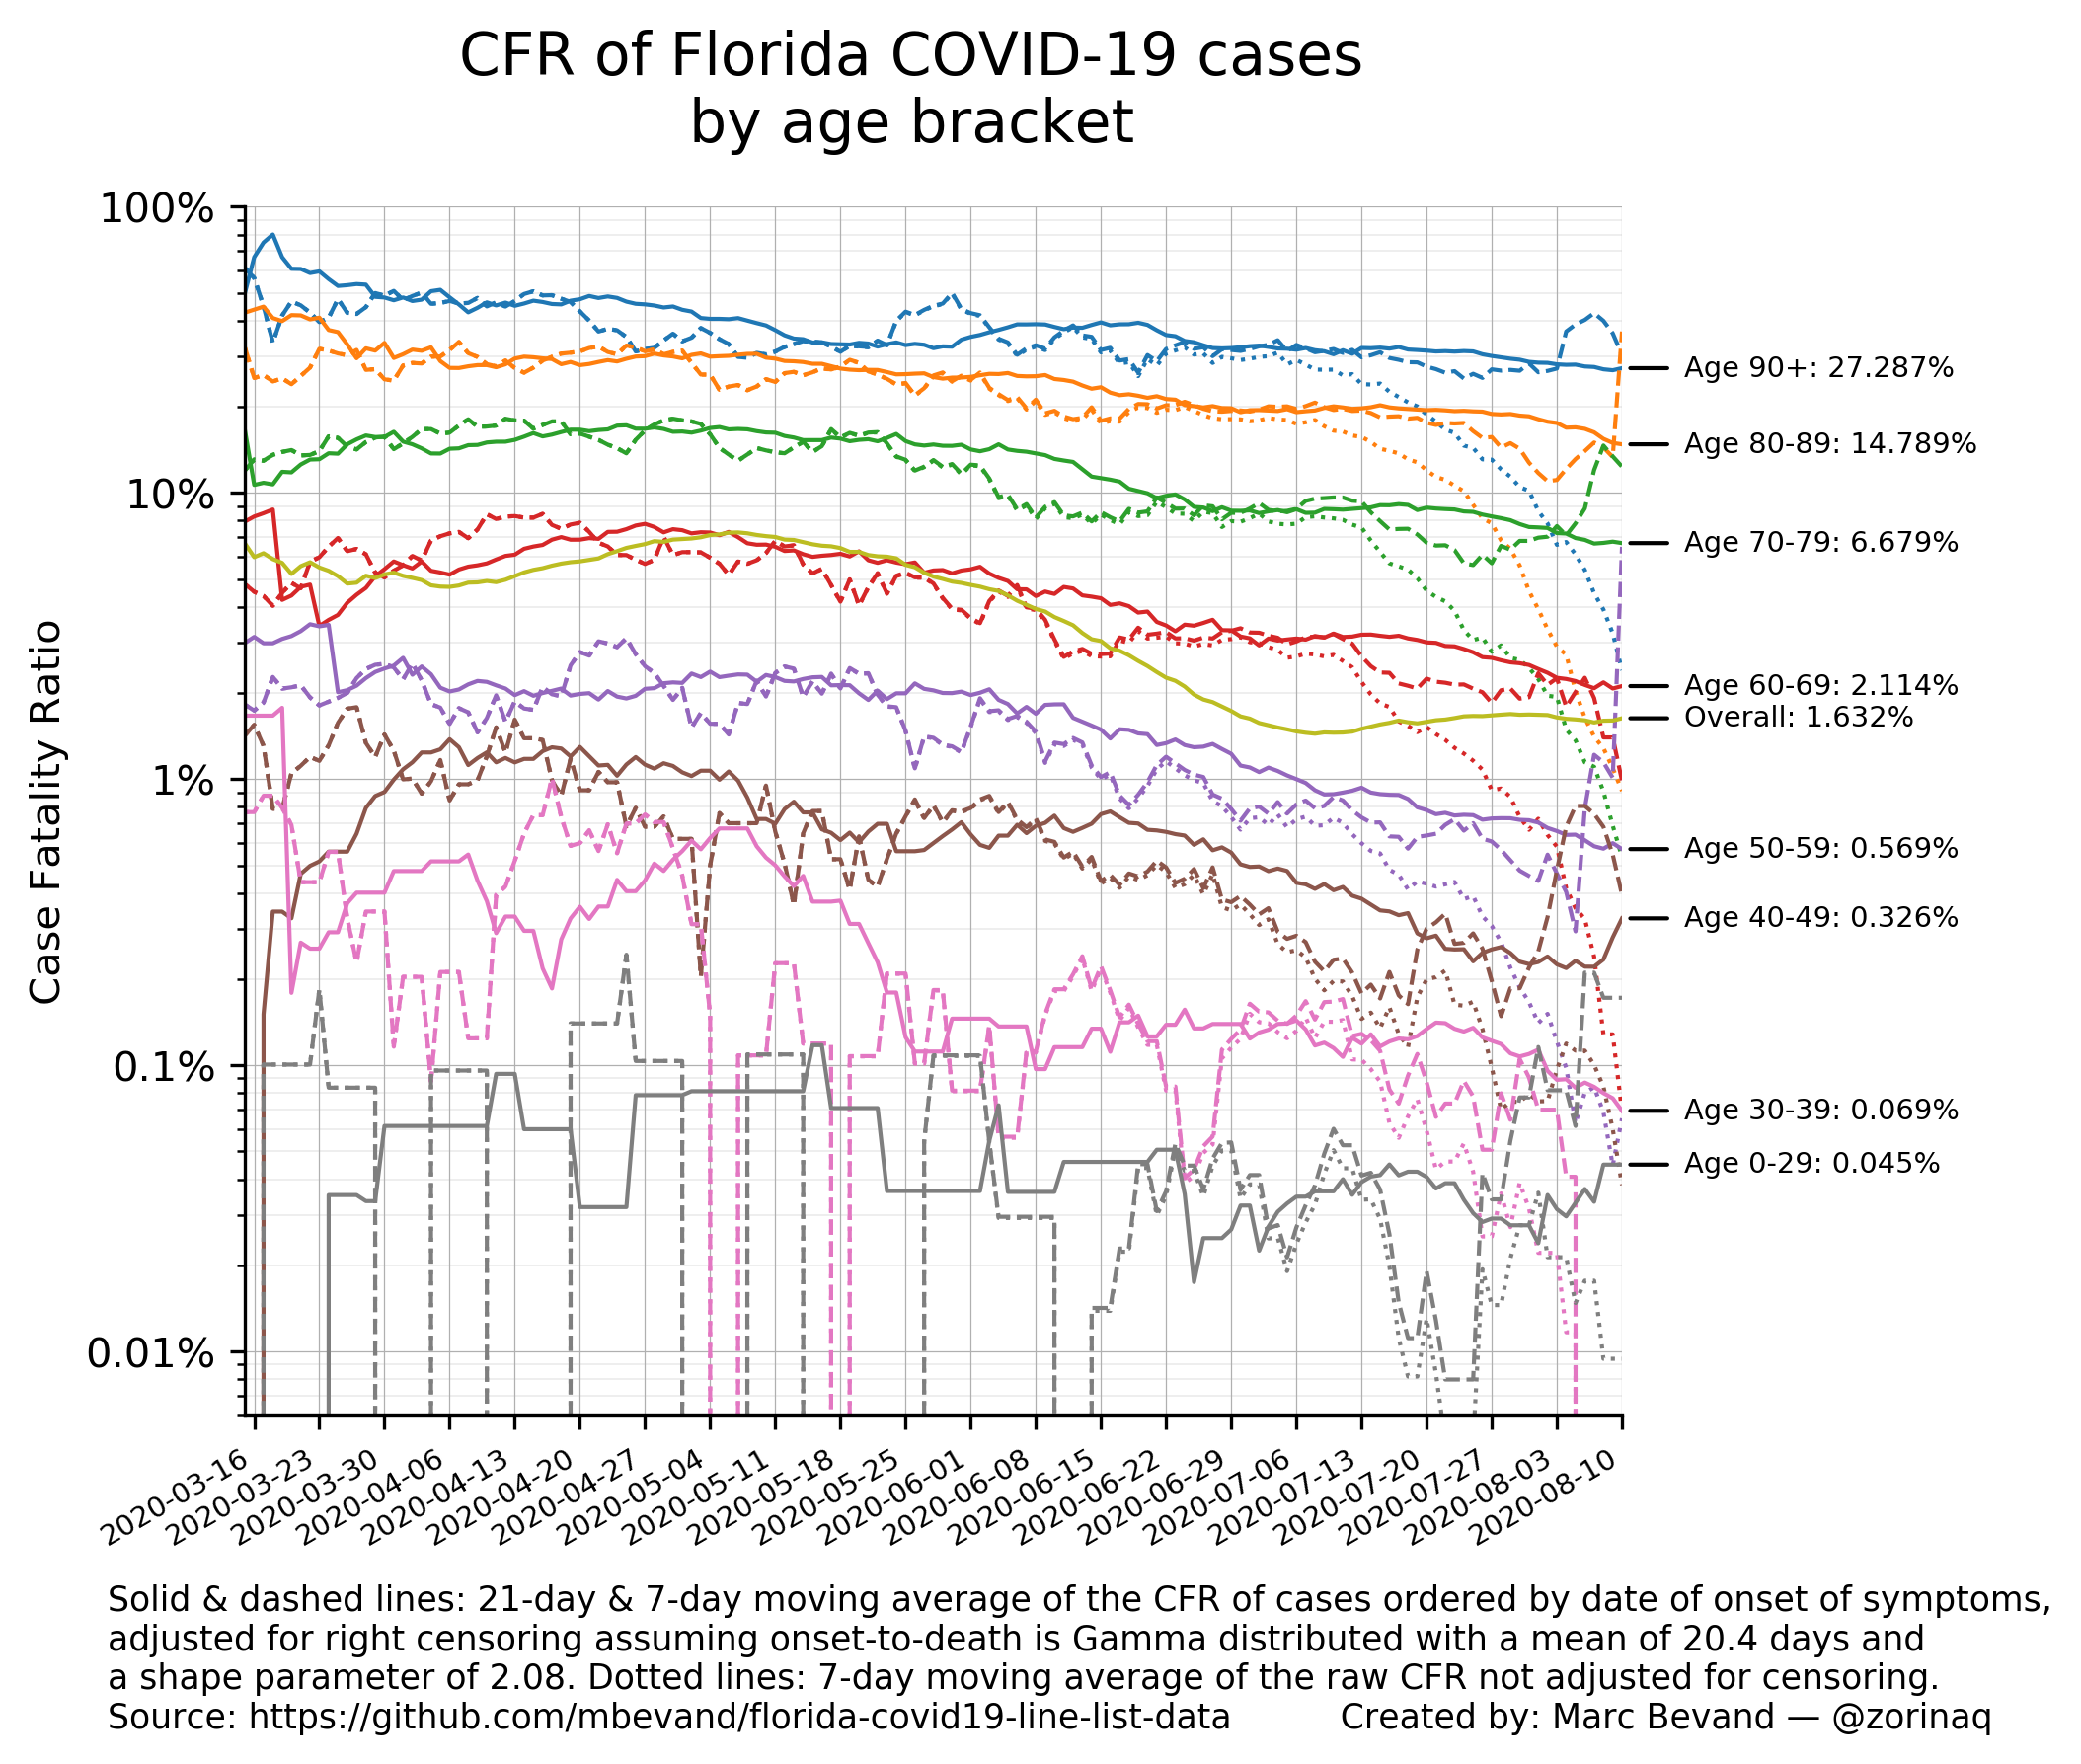 CFR of Florida COVID-19 cases
by age bracket
Case Fatality Ratio
100%
10%
1%
0.1%
0.01%
Age 90+: 27.287%
Age 80-89: 14.789%
Age 70-79: 6.679%
Age 60-69: 2.114%
Overall: 1.632%
Age 50-59: 0.569%
Age 40-49: 0.326%
Age 30-39: 0.069%
Age 0-29: 0.045%
2020-03-16
2020-03-23
2020-03-30
2020-04-06
2020-04-13
2020-04-20
2020-04-27
2020-05-04
2020-05-11
2020-05-18
2020-05-25
2020-06-01
2020-06-08
2020-06-15
2020-06-22
2020-06-29
2020-07-06
2020-07-13
2020-07-20
2020-07-27
2020-08-03
2020-08-10
Solid & dashed lines: 21-day & 7-day moving average of the CFR of cases ordered by date of onset of symptoms,
adjusted for right censoring assuming onset-to-death is Gamma distributed with a mean of 20.4 days and
a shape parameter of 2.08. Dotted lines: 7-day moving average of the raw CFR not adjusted for censoring.
Source: https://github.com/mbevand/florida-covid19-line-list-data Created by: Marc Bevand — @zorinaq